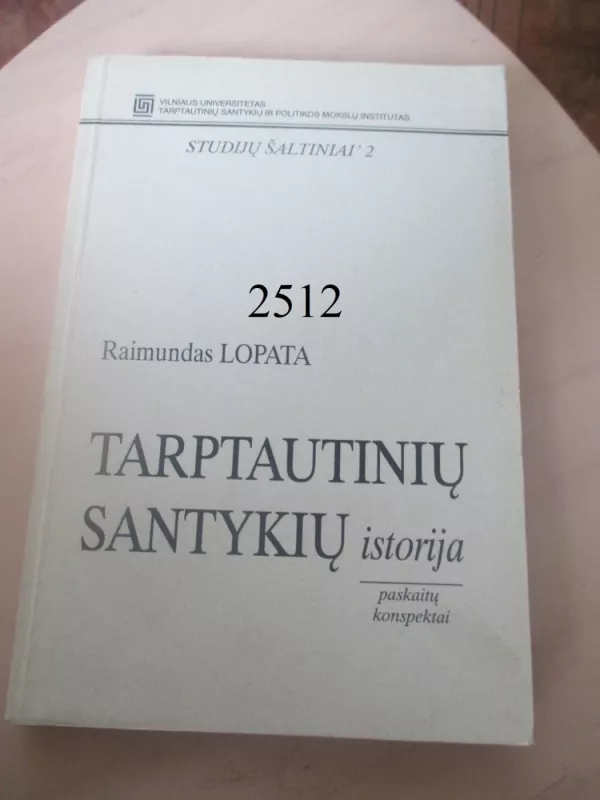 VILNIAUS UNIVERSITETAS
TARPTAUTINIŲ SANTYKIŲ IR POLITIKOS MOKSLŲ INSTITUTAS
STUDIJŲ ŠALTINIAI' 2
2512
Raimundas LOPATA
TARPTAUTINIŲ
SANTYKIŲ istorija
paskaitų
konspektai